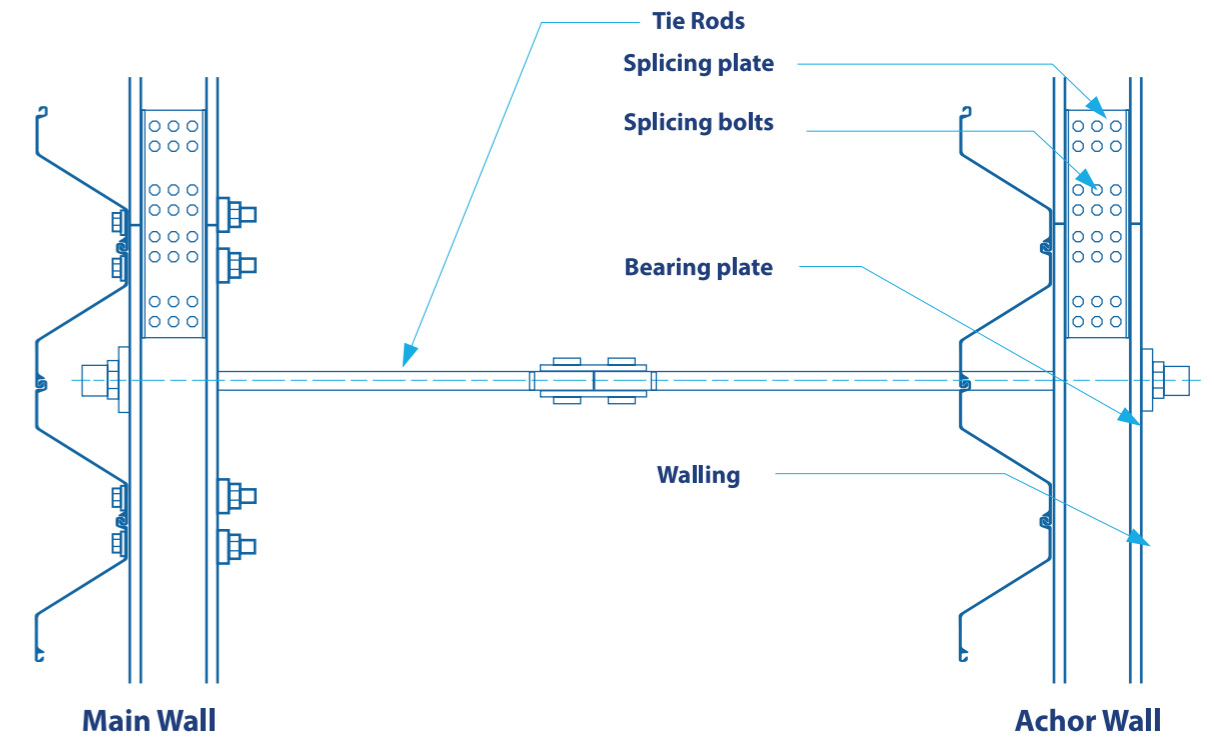 Tie Rods
Splicing plate
Splicing bolts
Bearing plate
Walling
Main Wall
Achor Wall